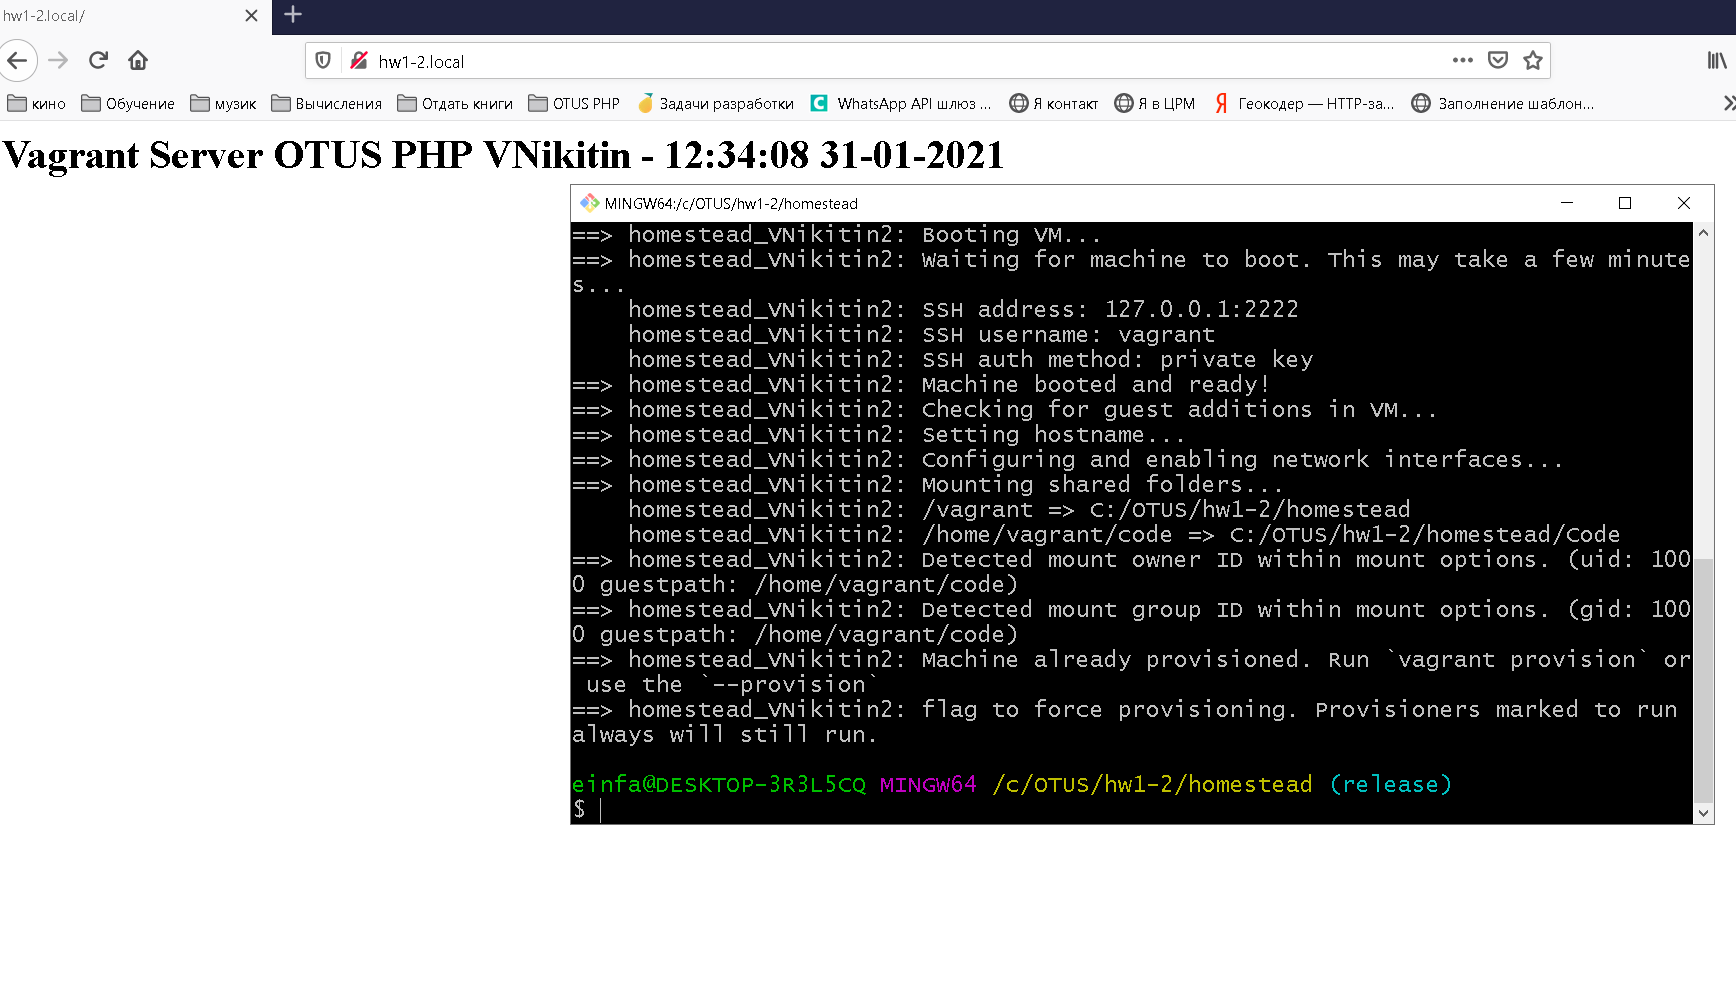 hw1-2.local/
hw1-2.local
кино Обучение музик Вычисления Отдать книги OTUS PHP Задачи разработки WhatsApp API шлюз ... Я контакт Я в ЦРМ Геокодер — HTTP-за... Заполнение шаблон...
Vagrant Server OTUS PHP VNikitin - 12:34:08 31-01-2021
MINGW64:/c/OTUS/hw1-2/homestead
==> homestead_VNikitin2: Booting VM...
==> homestead_VNikitin2: Waiting for machine to boot. This may take a few minute
s...
homestead_VNikitin2: SSH address: 127.0.0.1:2222
homestead_VNikitin2: SSH username: vagrant
homestead_VNikitin2: SSH auth method: private key
==> homestead_VNikitin2: Machine booted and ready!
==> homestead_VNikitin2: Checking for guest additions in VM...
==> homestead_VNikitin2: Setting hostname...
==> homestead_VNikitin2: Configuring and enabling network interfaces...
==> homestead_VNikitin2: Mounting shared folders...
homestead_VNikitin2: /vagrant => C:/OTUS/hw1-2/homestead
homestead_VNikitin2: /home/vagrant/code => C:/OTUS/hw1-2/homestead/Code
==> homestead_VNikitin2: Detected mount owner ID within mount options. (uid: 100
0 guestpath: /home/vagrant/code)
==> homestead_VNikitin2: Detected mount group ID within mount options. (gid: 100
0 guestpath: /home/vagrant/code)
==> homestead_VNikitin2: Machine already provisioned. Run `vagrant provision` or
use the `--provision`
==> homestead_VNikitin2: flag to force provisioning. Provisioners marked to run
always will still run.
einfa@DESKTOP-3R3L5CQ MINGW64 /c/OTUS/hw1-2/homestead (release)
$